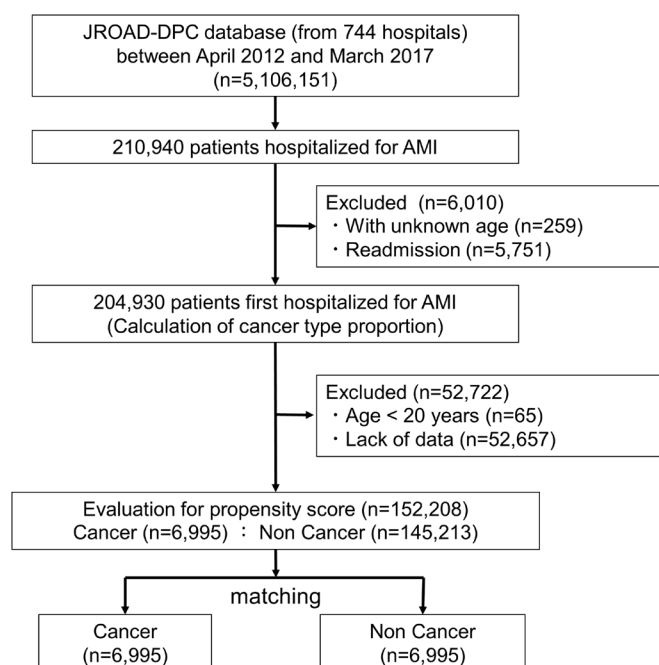 JROAD-DPC database (from 744 hospitals)
between April 2012 and March 2017
(n=5,106,151)
210,940 patients hospitalized for AMI
Excluded (n=6,010)
・With unknown age (n=259)
・Readmission (n=5,751)
204,930 patients first hospitalized for AMI
(Calculation of cancer type proportion)
Excluded (n=52,722)
・Age < 20 years (n=65)
・Lack of data (n=52,657)
Evaluation for propensity score (n=152,208)
Cancer (n=6,995) : Non Cancer (n=145,213)
matching
Cancer
(n=6,995)
Non Cancer
(n=6,995)